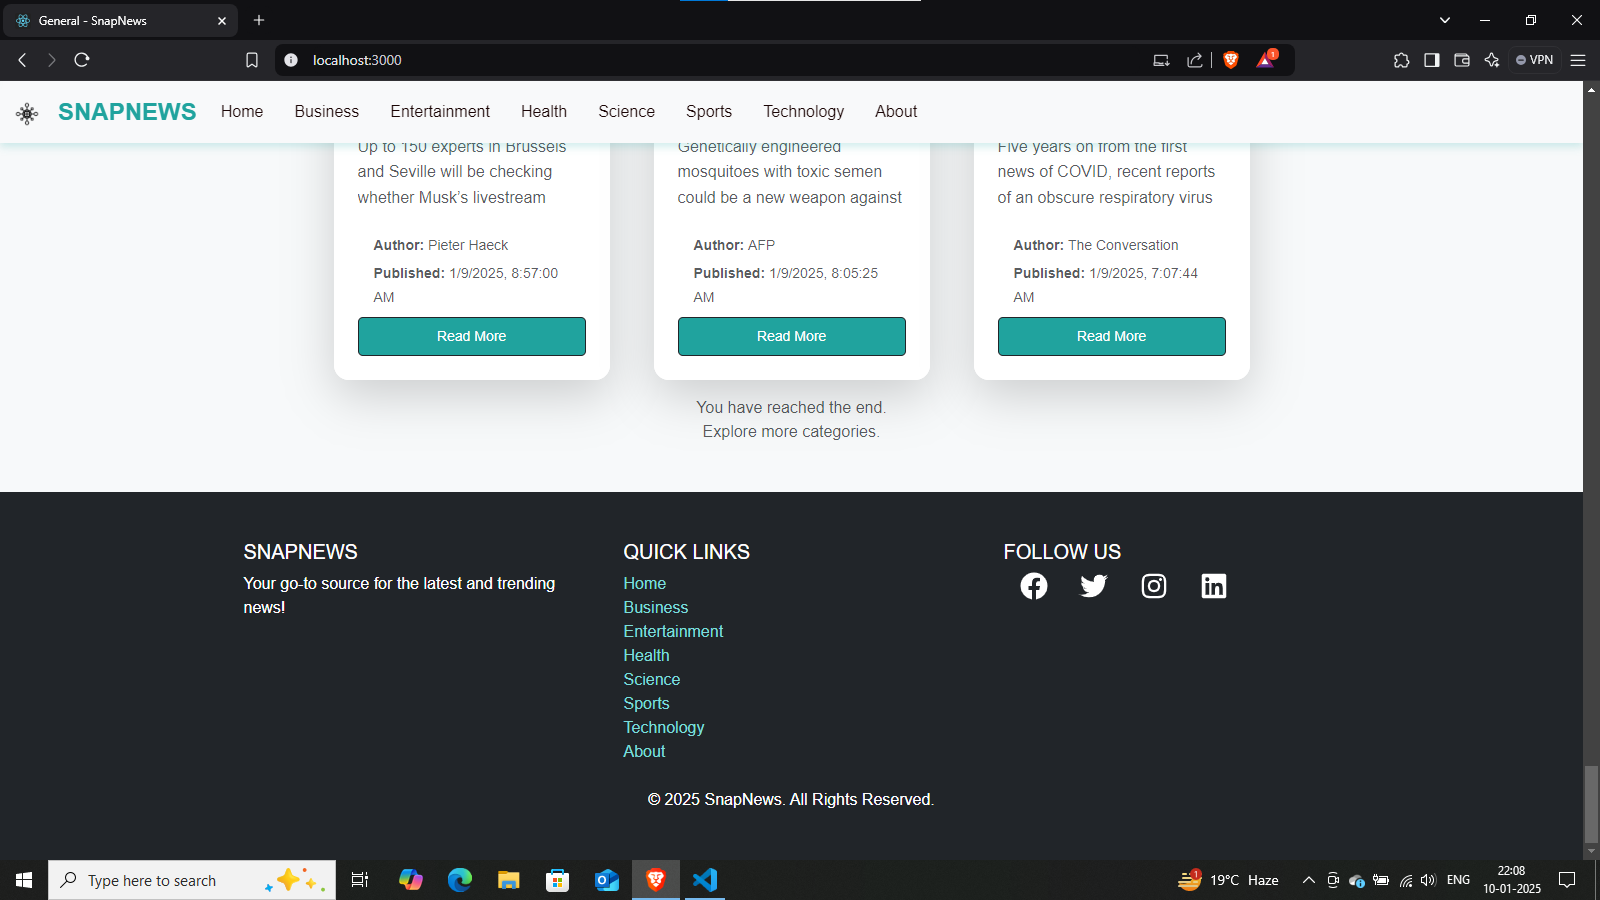 General - SnapNews
localhost:3000
1
VPN
SNAPNEWS
Home
Business
Entertainment
Health
Science
Sports
Technology
About
Up to 150 experts in Brussels
and Seville will be checking
whether Musk's livestream
Author: Pieter Haeck
Published: 1/9/2025, 8:57:00
AM
Read More
Genetically engineered
mosquitoes with toxic semen
could be a new weapon against
Author: AFP
Published: 1/9/2025, 8:05:25
AM
Read More
Five years on from the first
news of COVID, recent reports
of an obscure respiratory virus
Author: The Conversation
Published: 1/9/2025, 7:07:44
AM
Read More
You have reached the end.
Explore more categories.
SNAPNEWS
Your go-to source for the latest and trending
news!
QUICK LINKS
Home
Business
Entertainment
Health
Science
Sports
Technology
About
FOLLOW US
© 2025 SnapNews. All Rights Reserved.
Type here to search
1
19°C Haze
ENG
22:08
10-01-2025